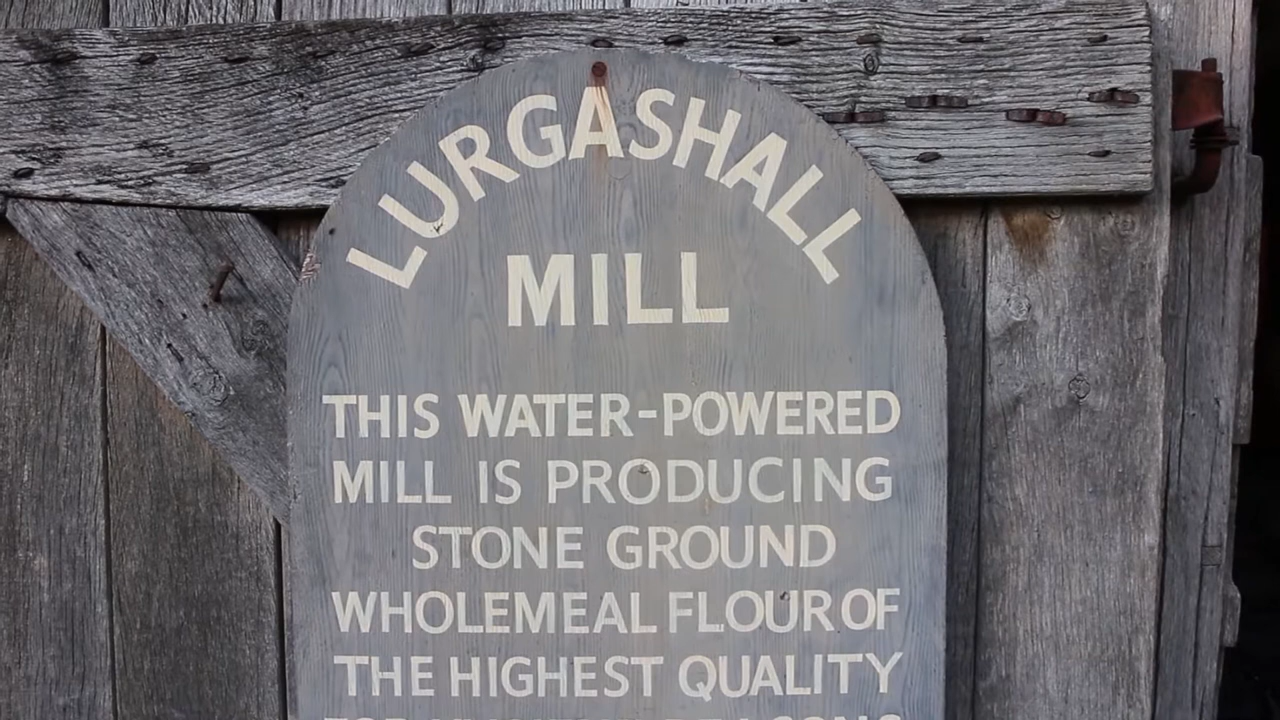 LURGASHALL
MILL
THIS WATER-POWERED
MILL IS PRODUCING
STONE GROUND
WHOLEMEAL FLOUR OF
THE HIGHEST QUALITY